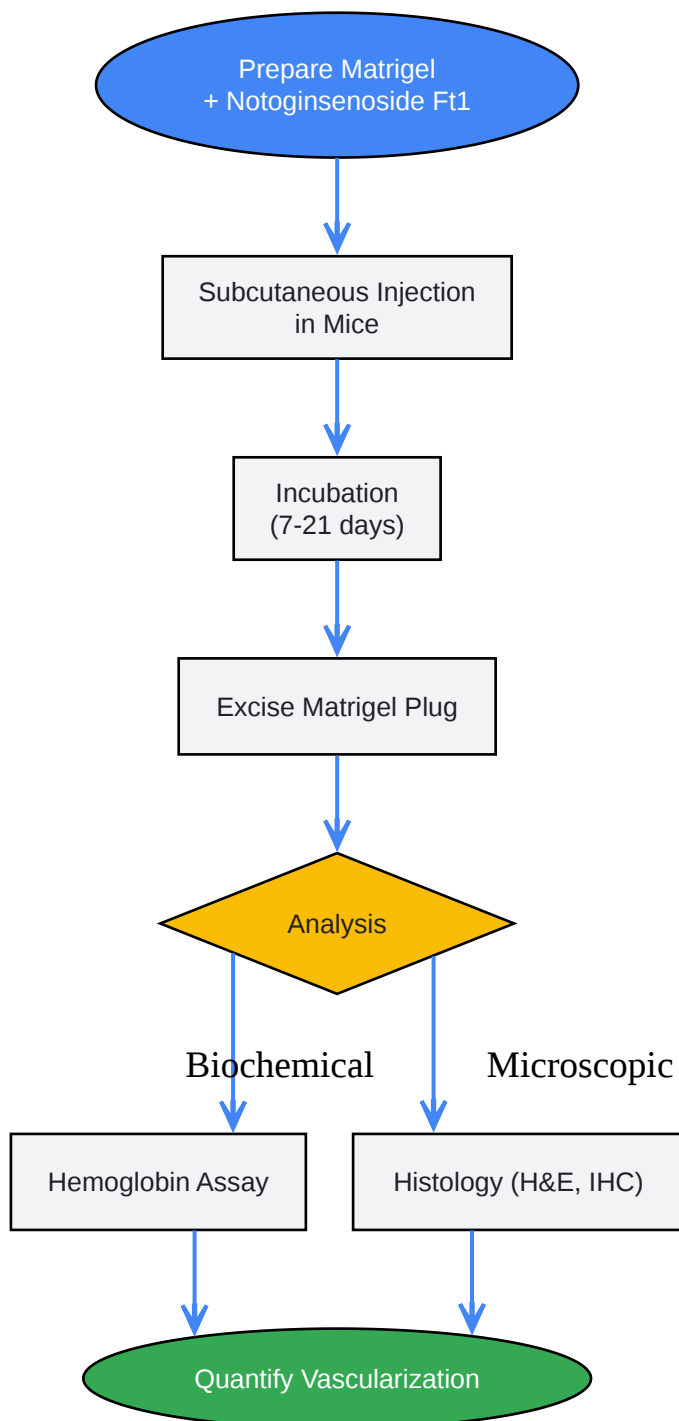 Prepare Matrigel
+ Notoginsenoside Ft1
Subcutaneous Injection
in Mice
Incubation
(7-21 days)
Excise Matrigel Plug
Analysis
Biochemical
Microscopic
Hemoglobin Assay
Histology (H&E, IHC)
Quantify Vascularization